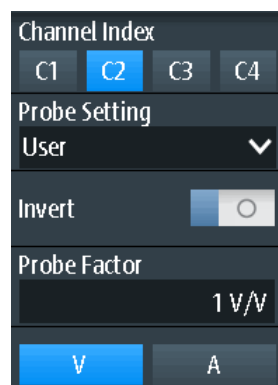 Channel Index
C1 C2 C3 C4
Probe Setting
User
Invert
Probe Factor
1 V/V
V A